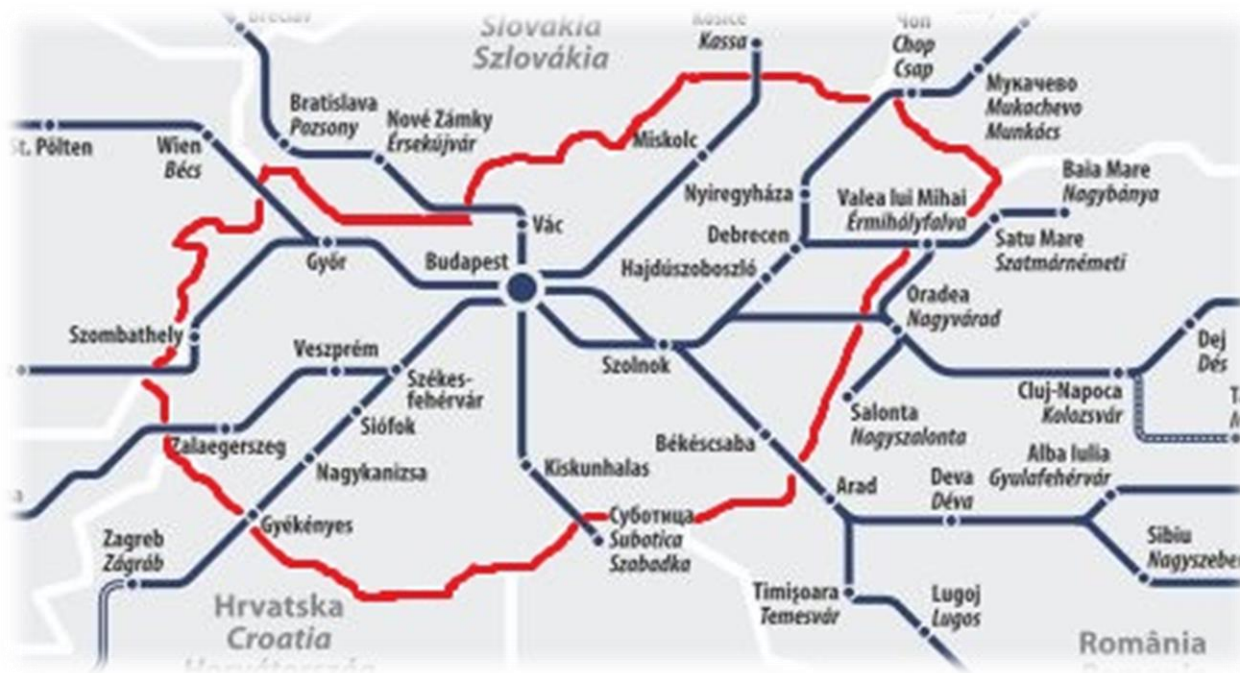 Slovakia
Szlovákia
Kassa
Chop
Csap
Мукачево
Mukachevo
Munkács
Bratislava
Pozsony
Nové Zámky
Érsekújvár
St. Pölten
Wien
Bécs
Miskolc
Nyiregyháza
Valea lui Mihai
Érmihályfalva
Baia Mare
Nagybánya
Vác
Debrecen
Satu Mare
Szatmárnémeti
Győr
Budapest
Hajdúszoboszló
Oradea
Nagyvárad
Szombathely
Veszprém
Székes-
fehérvár
Szolnok
Dej
Dés
Cluj-Napoca
Kolozsvár
Siófok
Salonta
Nagyszalonta
Zalaegerszeg
Békéscsaba
Nagykanizsa
Kiskunhalas
Alba Iulia
Gyulafehérvár
Arad
Deva
Déva
Gyékényes
Суботица
Subotica
Szabadka
Zagreb
Zágráb
Sibiu
Nagyszebe
Timişoara
Temesvár
Lugoj
Lugos
Hrvatska
Croatia
România